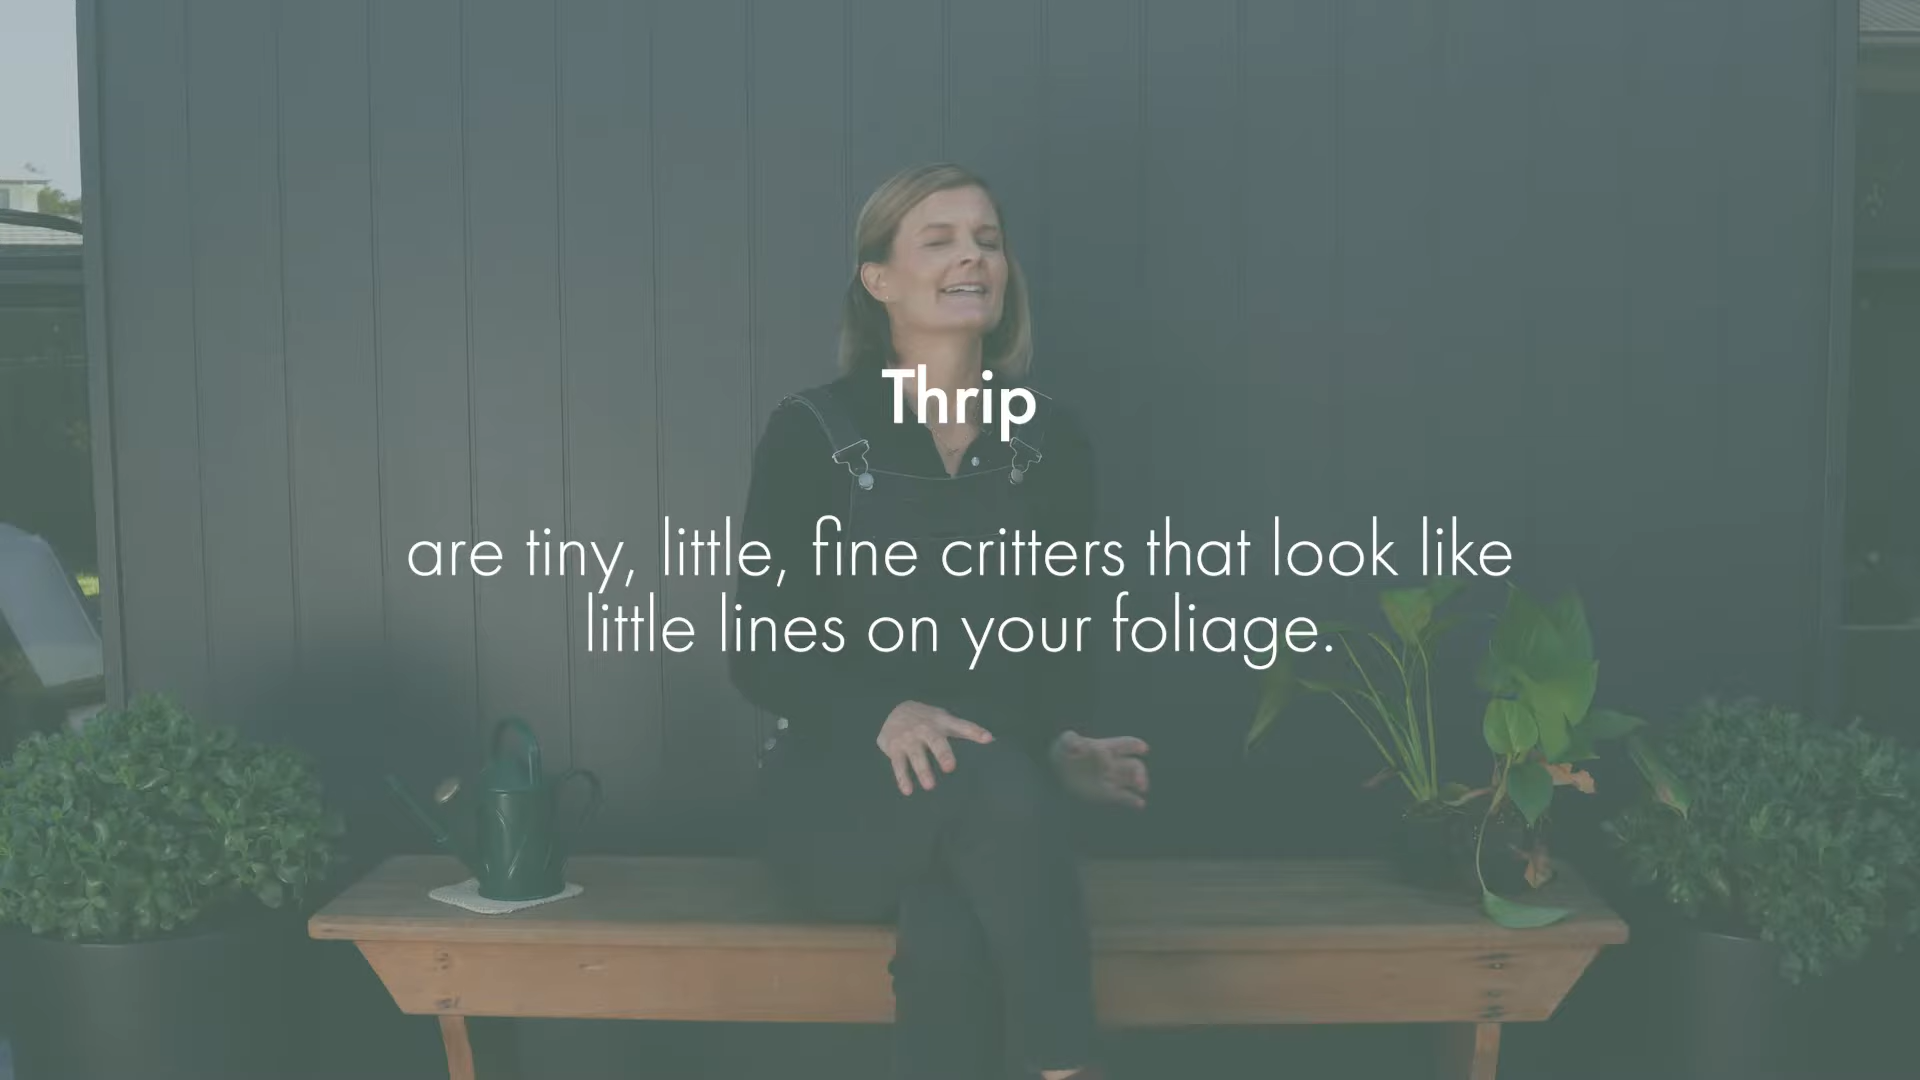 Thrip
are tiny, little, fine critters that look like
little lines on your foliage.